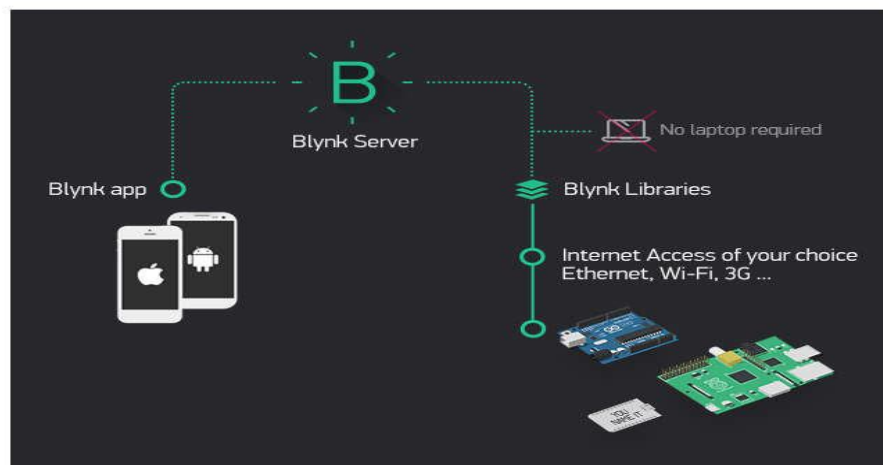 B
Blynk Server
No laptop required
Blynk app
Blynk Libraries
Internet Access of your choice
Ethernet, Wi-Fi, 3G ...
YOU
NAME IT